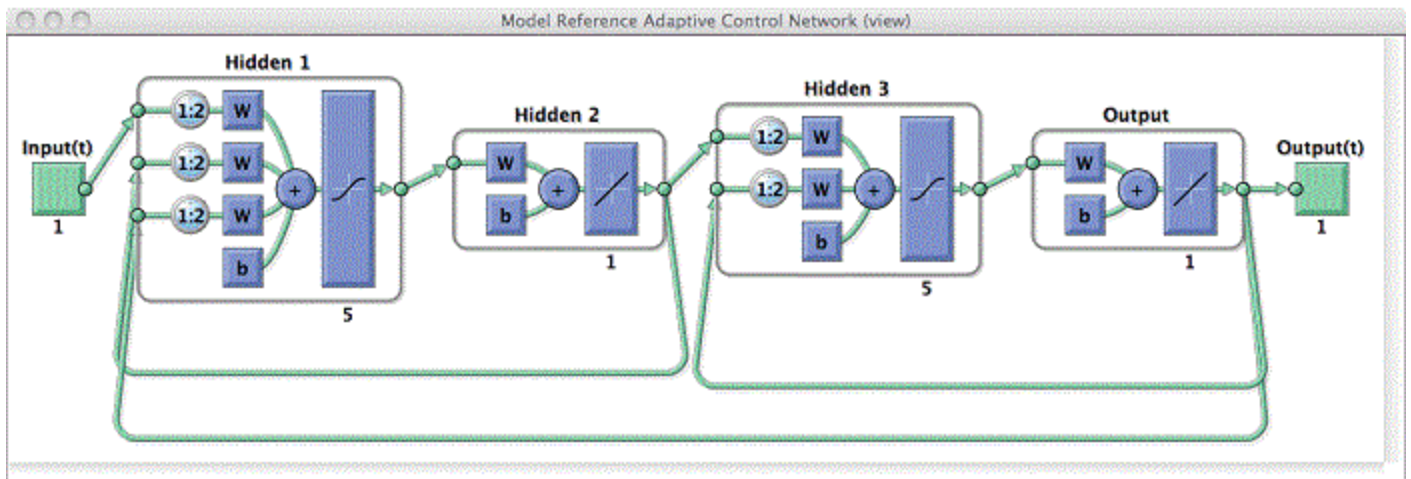 Model Reference Adaptive Control Network (view)
Input(t)
1
Hidden 1
1:2 W
1:2 W
1:2 W
b
+
5
Hidden 2
W
b
+
1
Hidden 3
1:2 W
1:2 W
b
+
5
Output
W
b
+
1
Output(t)
1